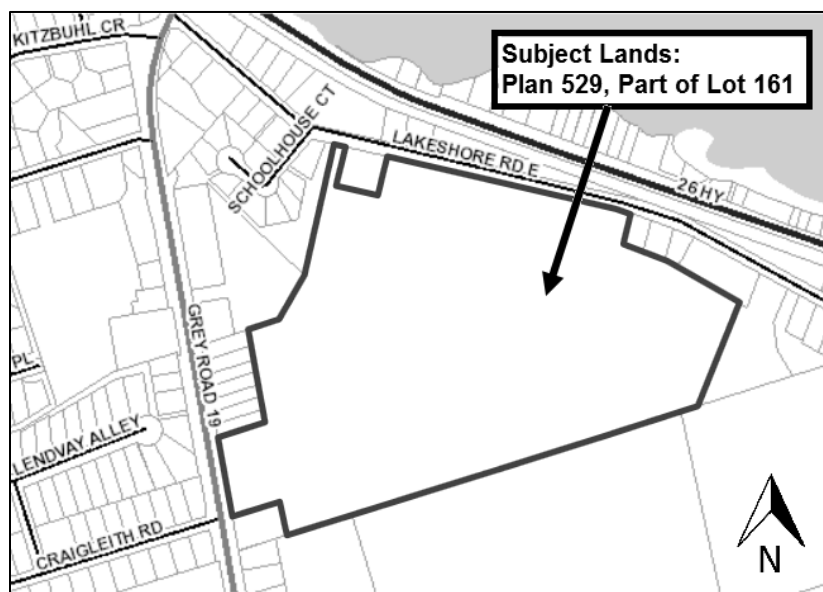 KITZBUHL CR
Subject Lands:
Plan 529, Part of Lot 161
SCHOOLHOUSE CT
LAKESHORE RD E
26 HY
GREY ROAD 19
PL
LENDVAY ALLEY
CRAIGLEITH RD
N